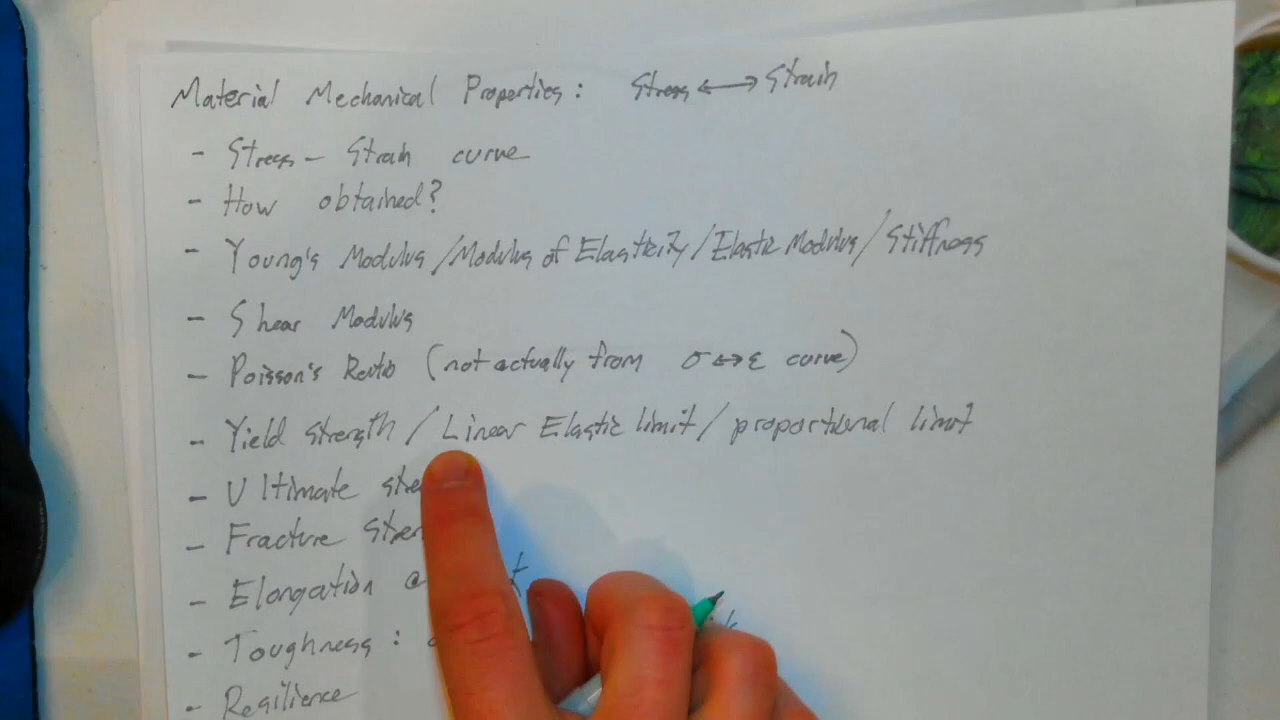 Material Mechanical Properties: Stress ↔ Strain
- Stress - Strain curve
- How obtained?
- Young's Modulus / Modulus of Elasticity / Elastic Modulus / Stiffness
- Shear Modulus
- Poisson's Ratio (not actually from σ ↔ ε curve)
- Yield strength / Linear Elastic limit / proportional limit
- Ultimate stre
- Fracture stren
- Elongation @
- Toughness:
- Resilience